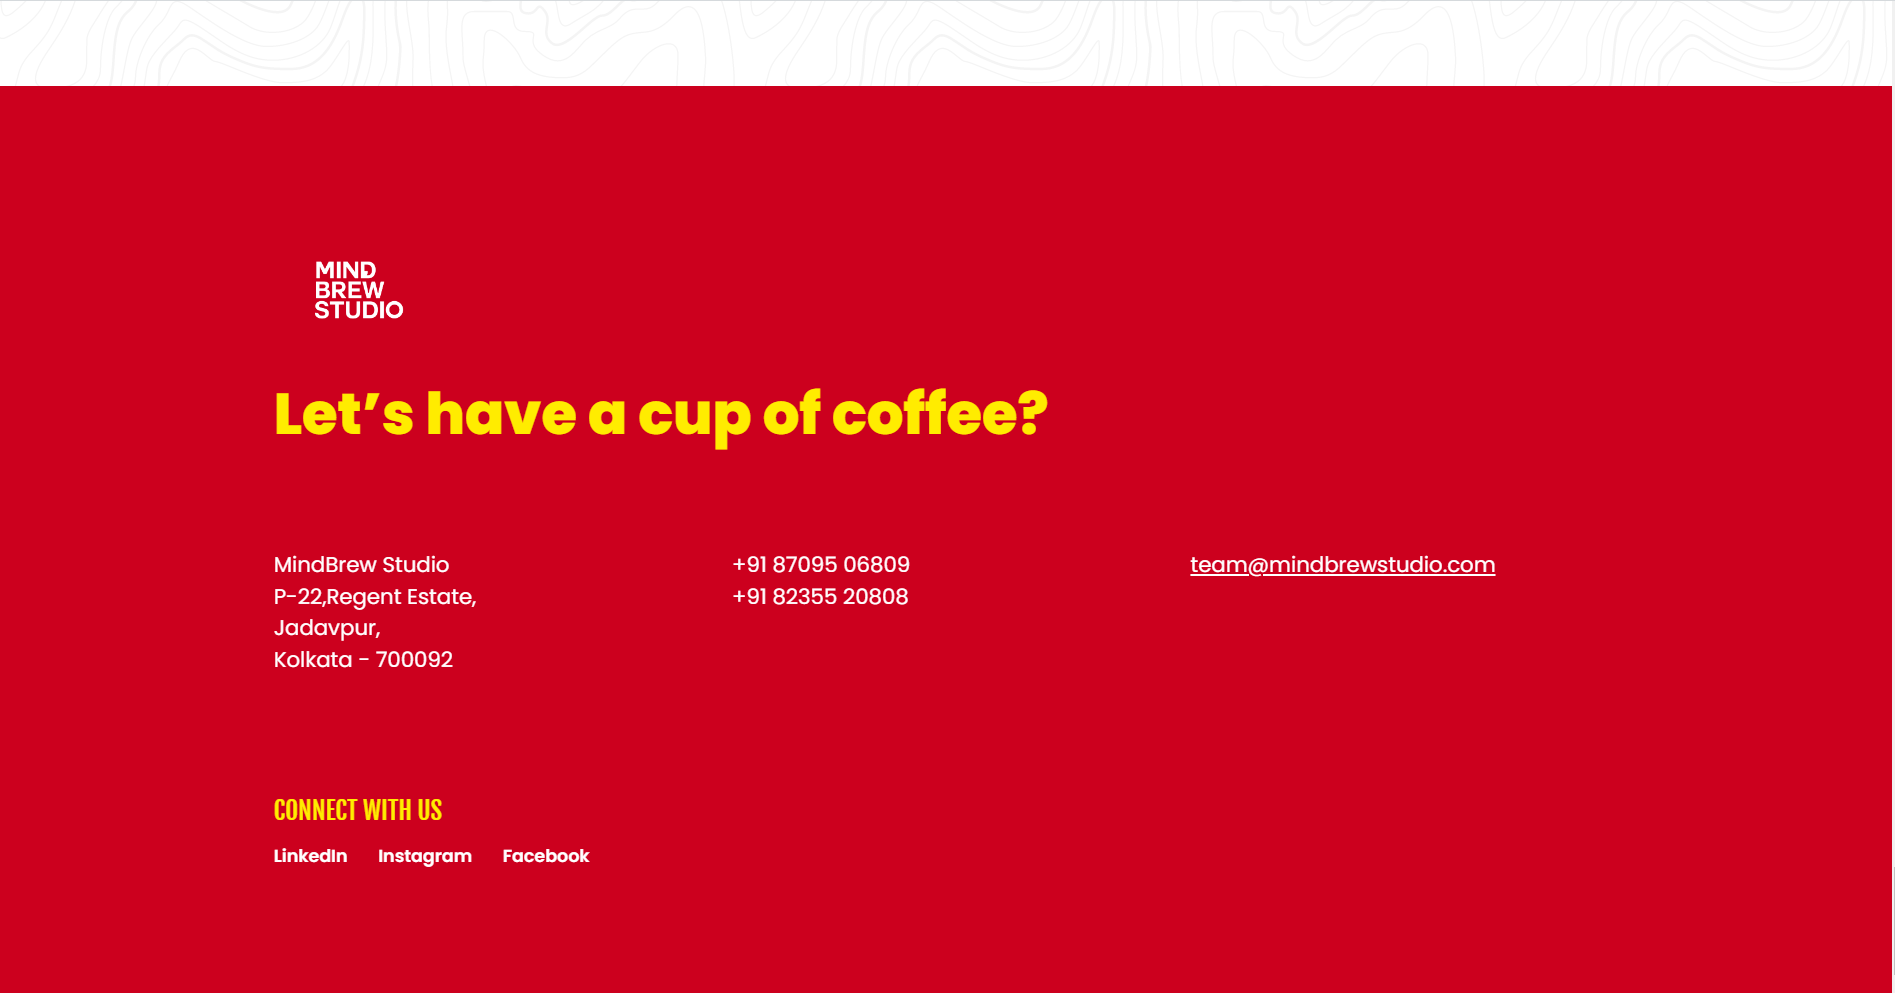 MIND
BREW
STUDIO
Let’s have a cup of coffee?
MindBrew Studio
P-22,Regent Estate,
Jadavpur,
Kolkata - 700092
+91 87095 06809
+91 82355 20808
team@mindbrewstudio.com
CONNECT WITH US
LinkedIn Instagram Facebook